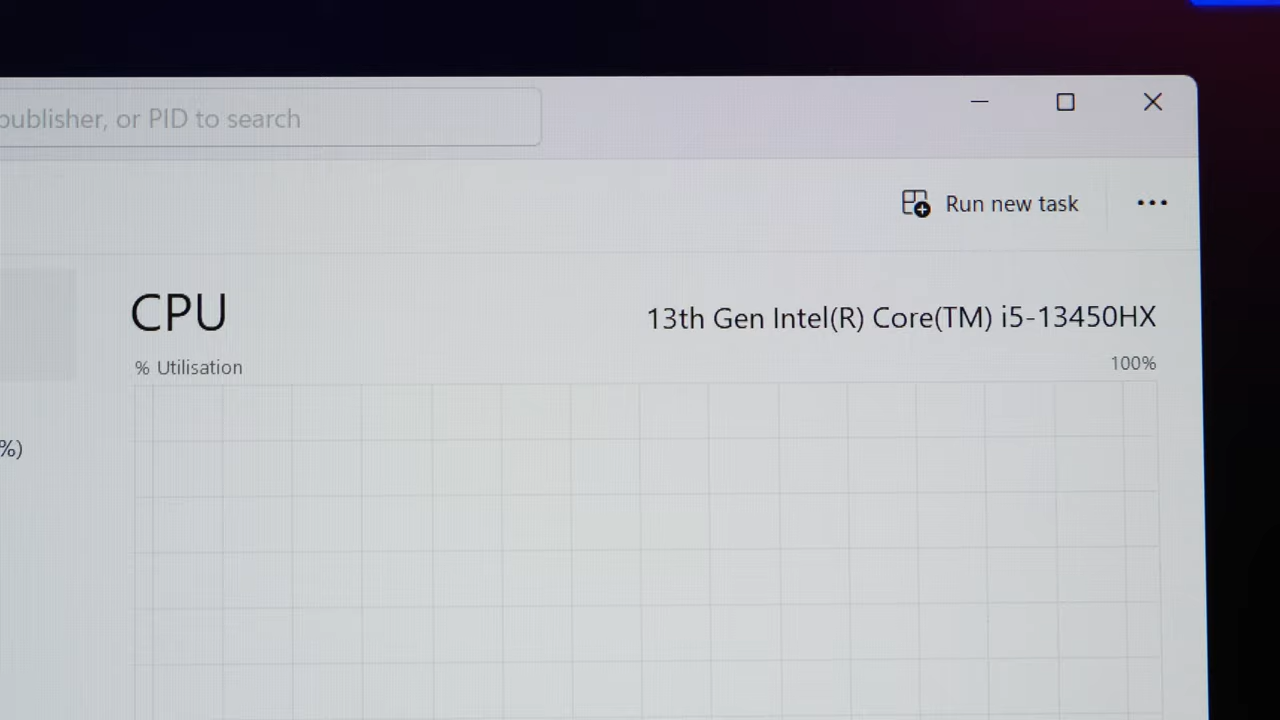 publisher, or PID to search
Run new task
CPU
13th Gen Intel(R) Core(TM) i5-13450HX
% Utilisation
100%
%)